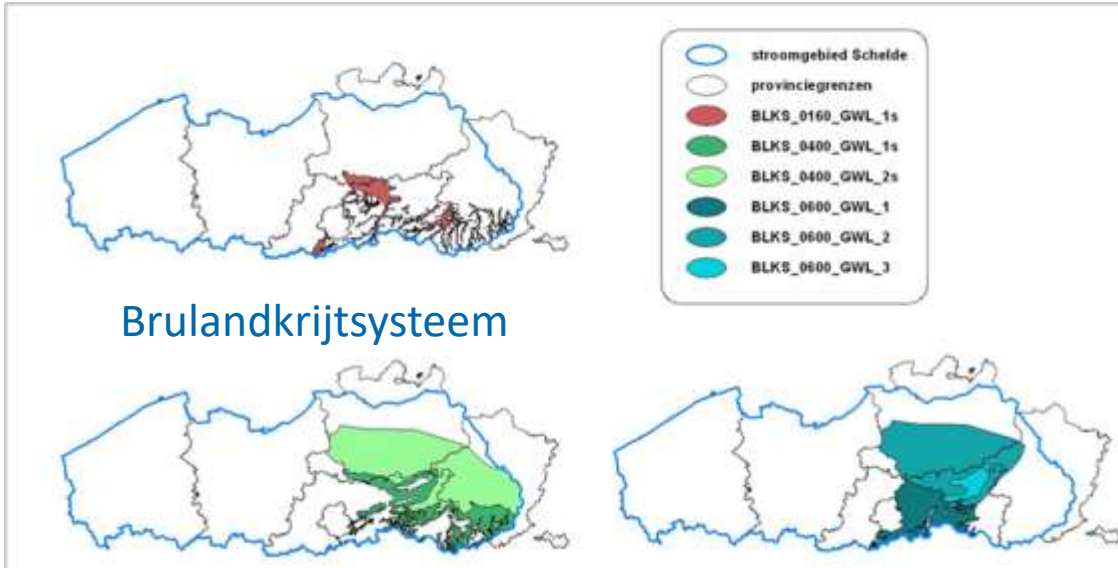 stroomgebied Schelde
provinciegrenzen
BLKS_0160_GWL_1s
BLKS_0400_GWL_1s
BLKS_0400_GWL_2s
BLKS_0600_GWL_1
BLKS_0600_GWL_2
BLKS_0600_GWL_3
Brulandkrijtsysteem